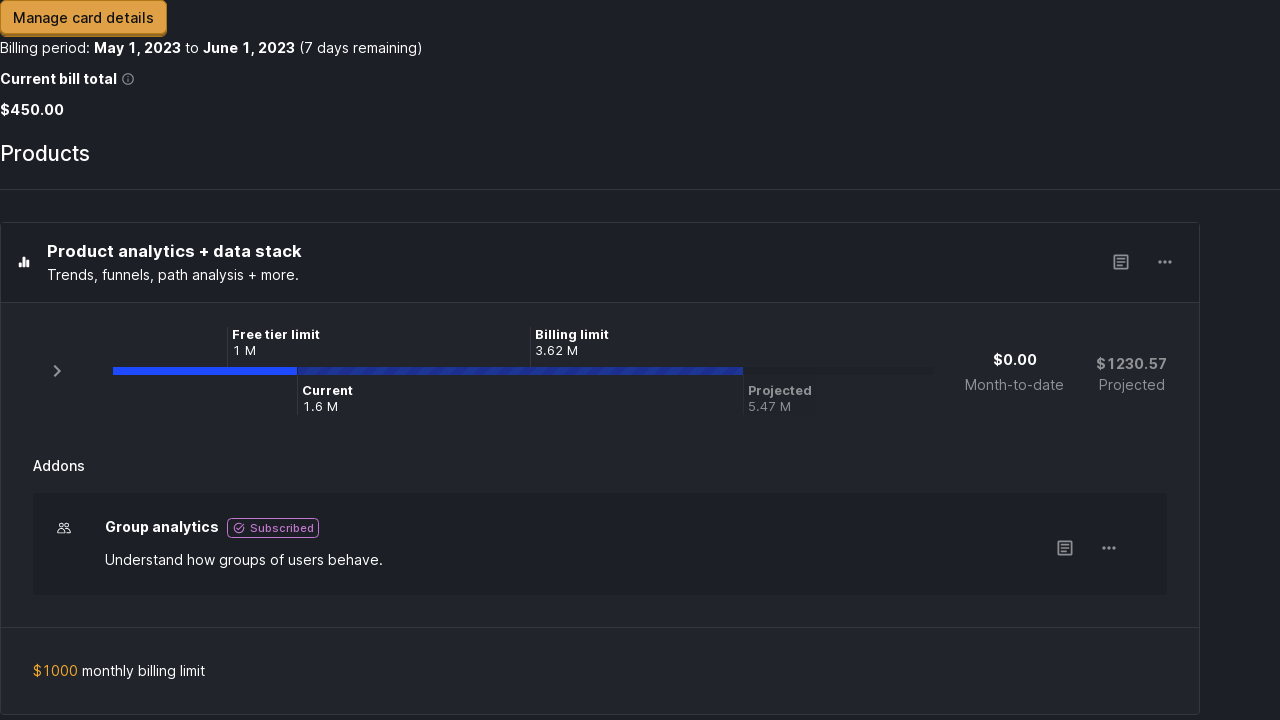 Manage card details
Billing period: May 1, 2023 to June 1, 2023 (7 days remaining)
Current bill total
$450.00
Products
Product analytics + data stack
Trends, funnels, path analysis + more.
Free tier limit
1 M
Billing limit
3.62 M
Current
1.6 M
Projected
5.47 M
$0.00
Month-to-date
$1230.57
Projected
Addons
Group analytics Subscribed
Understand how groups of users behave.
$1000 monthly billing limit